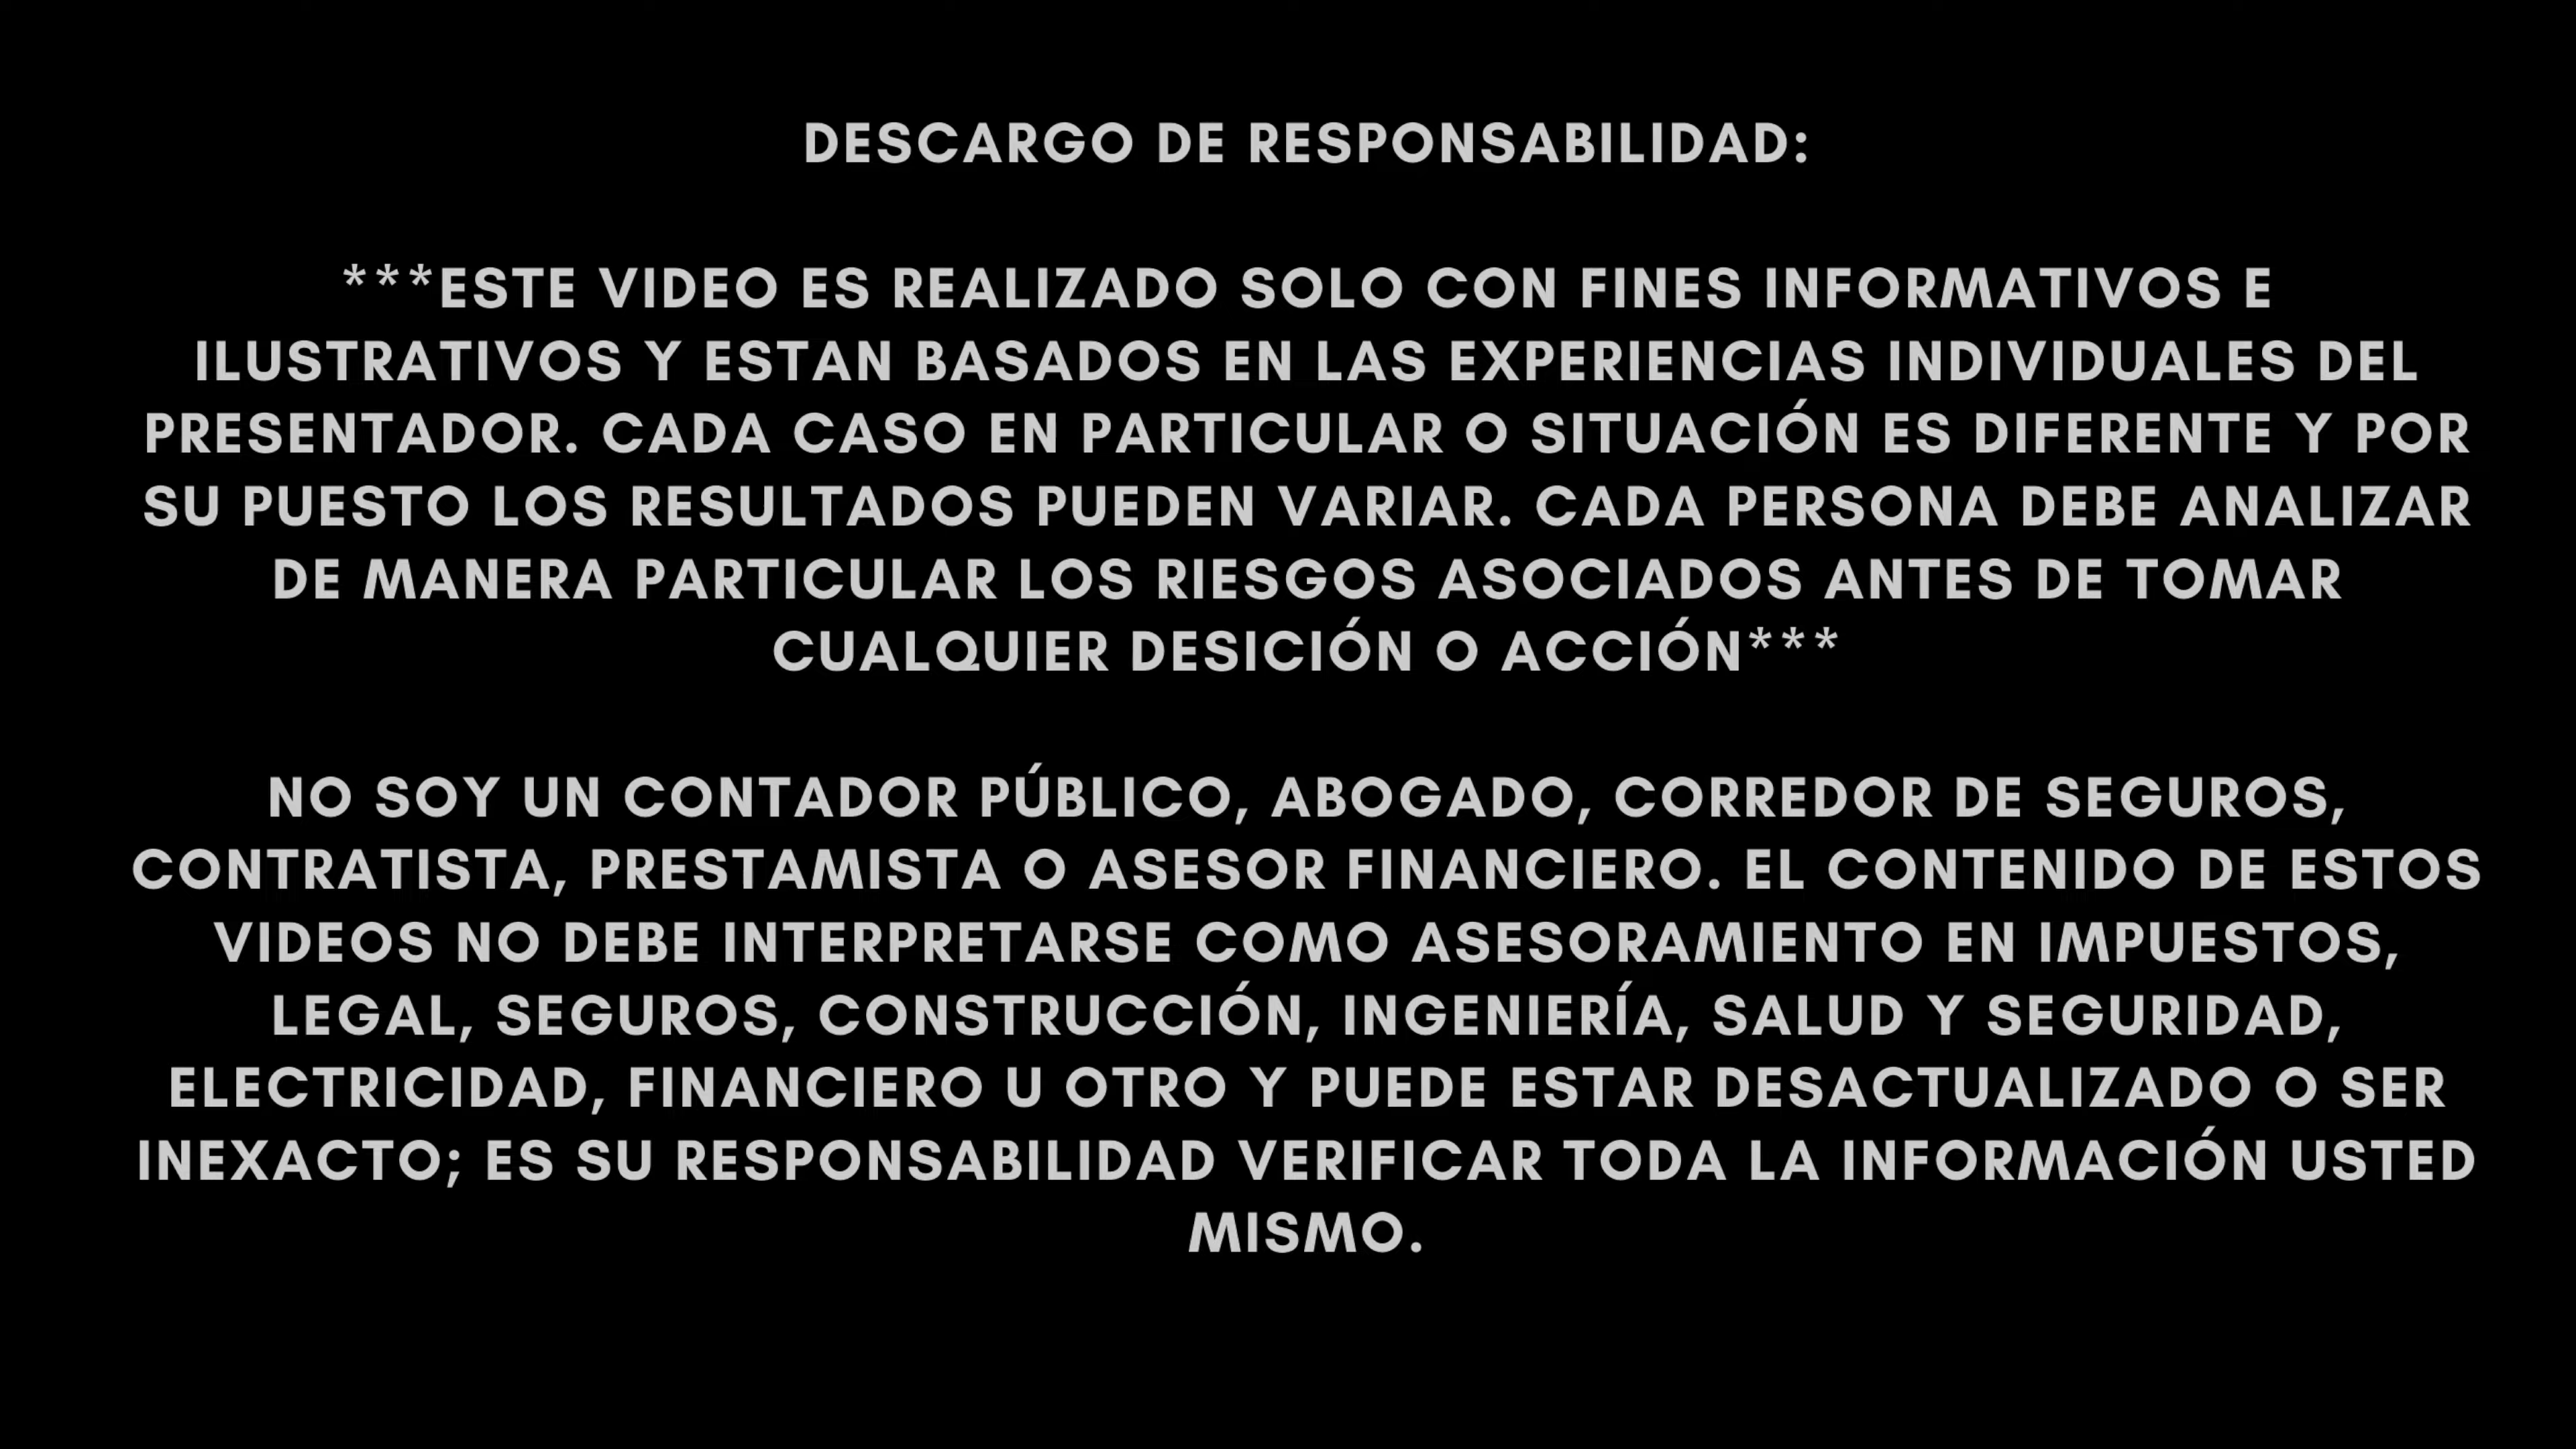 DESCARGO DE RESPONSABILIDAD:
***ESTE VIDEO ES REALIZADO SOLO CON FINES INFORMATIVOS E
ILUSTRATIVOS Y ESTAN BASADOS EN LAS EXPERIENCIAS INDIVIDUALES DEL
PRESENTADOR. CADA CASO EN PARTICULAR O SITUACIÓN ES DIFERENTE Y POR
SU PUESTO LOS RESULTADOS PUEDEN VARIAR. CADA PERSONA DEBE ANALIZAR
DE MANERA PARTICULAR LOS RIESGOS ASOCIADOS ANTES DE TOMAR
CUALQUIER DESICIÓN O ACCIÓN***
NO SOY UN CONTADOR PÚBLICO, ABOGADO, CORREDOR DE SEGUROS,
CONTRATISTA, PRESTAMISTA O ASESOR FINANCIERO. EL CONTENIDO DE ESTOS
VIDEOS NO DEBE INTERPRETARSE COMO ASESORAMIENTO EN IMPUESTOS,
LEGAL, SEGUROS, CONSTRUCCIÓN, INGENIERÍA, SALUD Y SEGURIDAD,
ELECTRICIDAD, FINANCIERO U OTRO Y PUEDE ESTAR DESACTUALIZADO O SER
INEXACTO; ES SU RESPONSABILIDAD VERIFICAR TODA LA INFORMACIÓN USTED
MISMO.